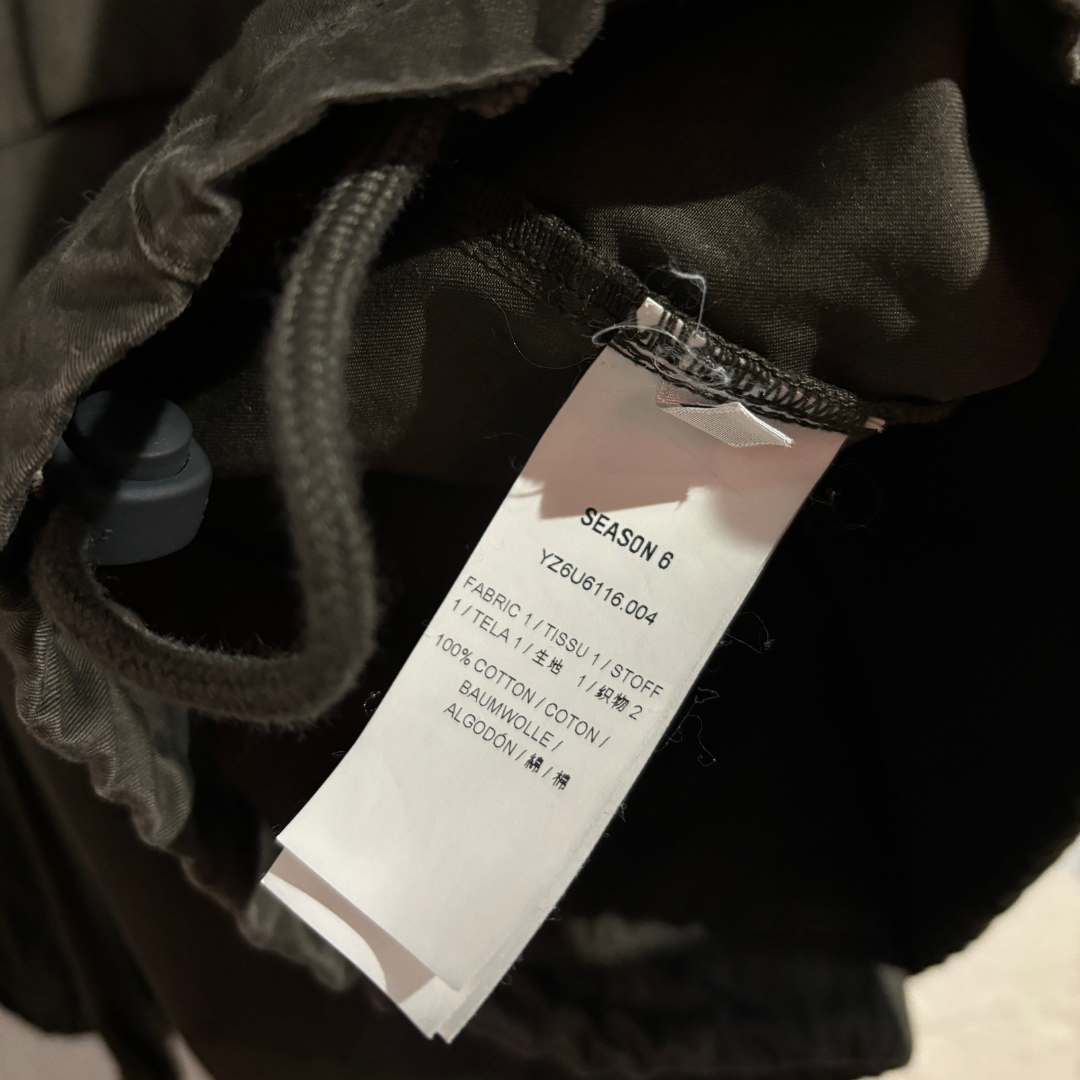 SEASON 6
YZ6U6116.004
FABRIC 1 / TISSU 1 / STOFF
1 / TELA 1 / 生地 1 / 织物 2
100% COTTON / COTON /
BAUMWOLLE /
ALGODÓN / 綿 / 棉